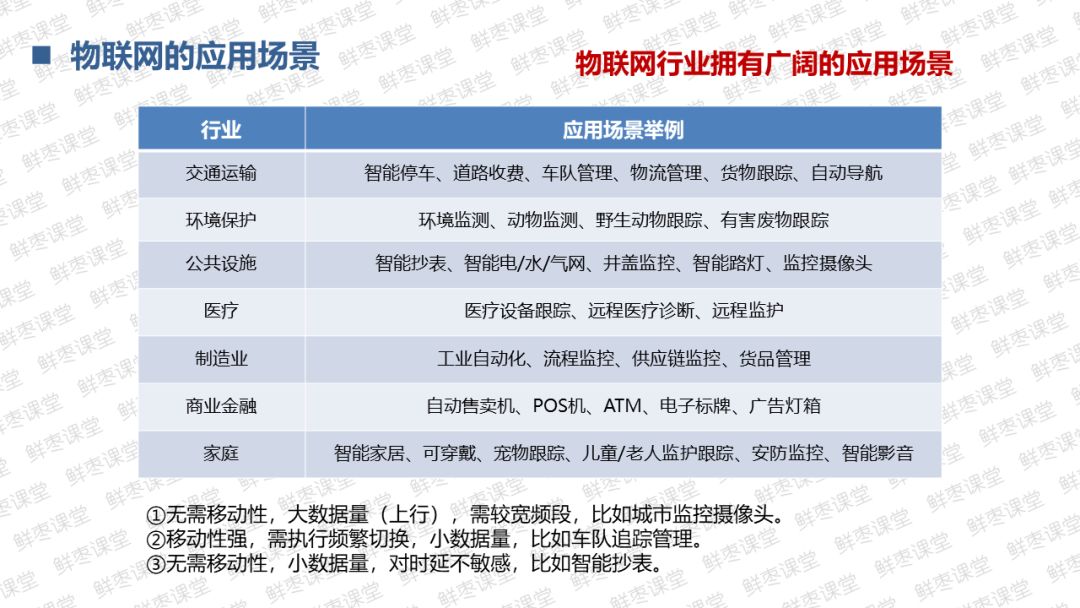 物联网的应用场景
物联网行业拥有广阔的应用场景
行业 应用场景举例
交通运输 智能停车、道路收费、车队管理、物流管理、货物跟踪、自动导航
环境保护 环境监测、动物监测、野生动物跟踪、有害废物跟踪
公共设施 智能抄表、智能电/水/气网、井盖监控、智能路灯、监控摄像头
医疗 医疗设备跟踪、远程医疗诊断、远程监护
制造业 工业自动化、流程监控、供应链监控、货品管理
商业金融 自动售卖机、POS机、ATM、电子标牌、广告灯箱
家庭 智能家居、可穿戴、宠物跟踪、儿童/老人监护跟踪、安防监控、智能影音
①无需移动性，大数据量（上行），需较宽频段，比如城市监控摄像头。
②移动性强，需执行频繁切换，小数据量，比如车队追踪管理。
③无需移动性，小数据量，对时延不敏感，比如智能抄表。
鲜枣课堂